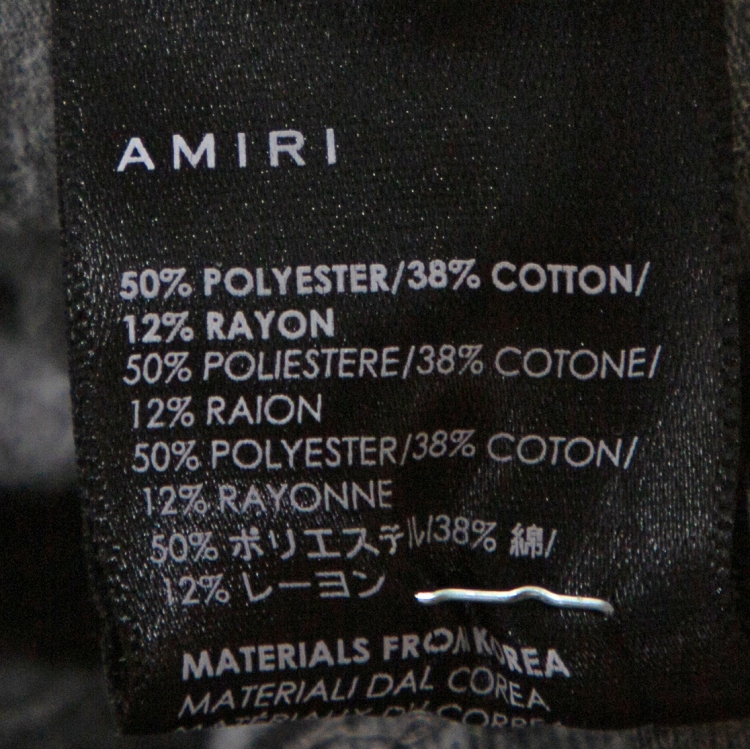 AMIRI
50% POLYESTER/38% COTTON/
12% RAYON
50% POLIESTERE/38% COTONE/
12% RAION
50% POLYESTER/38% COTON/
12% RAYONNE
50% ポリエステル/38% 綿/
12% レーヨン
MATERIALS FROM KOREA
MATERIALI DAL COREA